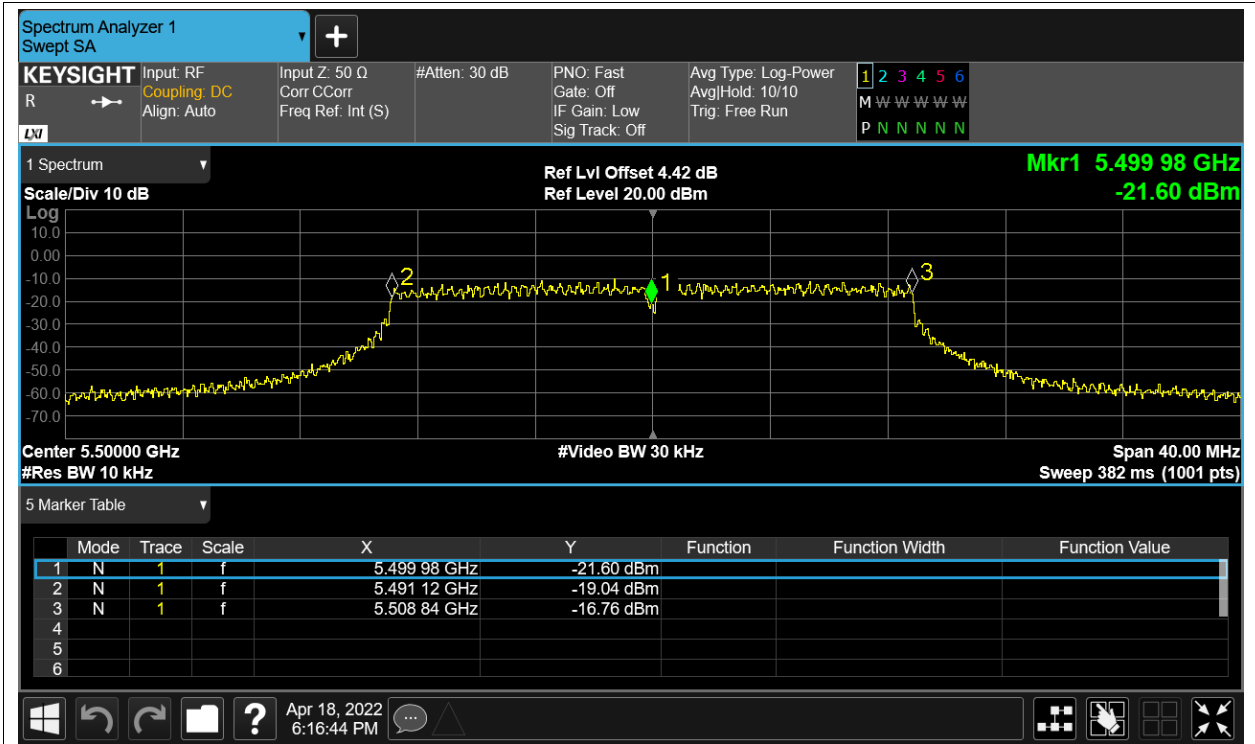 Spectrum Analyzer 1
Swept SA
KEYSIGHT
R
LXI
Input: RF
Coupling: DC
Align: Auto
Input Z: 50 Ω
Corr CCorr
Freq Ref: Int (S)
#Atten: 30 dB
PNO: Fast
Gate: Off
IF Gain: Low
Sig Track: Off
Avg Type: Log-Power
Avg|Hold: 10/10
Trig: Free Run
1 2 3 4 5 6
M W W W W W
P N N N N N
1 Spectrum
Scale/Div 10 dB
Ref Lvl Offset 4.42 dB
Ref Level 20.00 dBm
Mkr1 5.499 98 GHz
-21.60 dBm
Log
10.0
0.00
-10.0
-20.0
-30.0
-40.0
-50.0
-60.0
-70.0
2
1
3
Center 5.50000 GHz
#Video BW 30 kHz
Span 40.00 MHz
#Res BW 10 kHz
Sweep 382 ms (1001 pts)
5 Marker Table
Mode Trace Scale X Y Function Function Width Function Value
1 N 1 f 5.499 98 GHz -21.60 dBm
2 N 1 f 5.491 12 GHz -19.04 dBm
3 N 1 f 5.508 84 GHz -16.76 dBm
4
5
6
?
Apr 18, 2022
6:16:44 PM